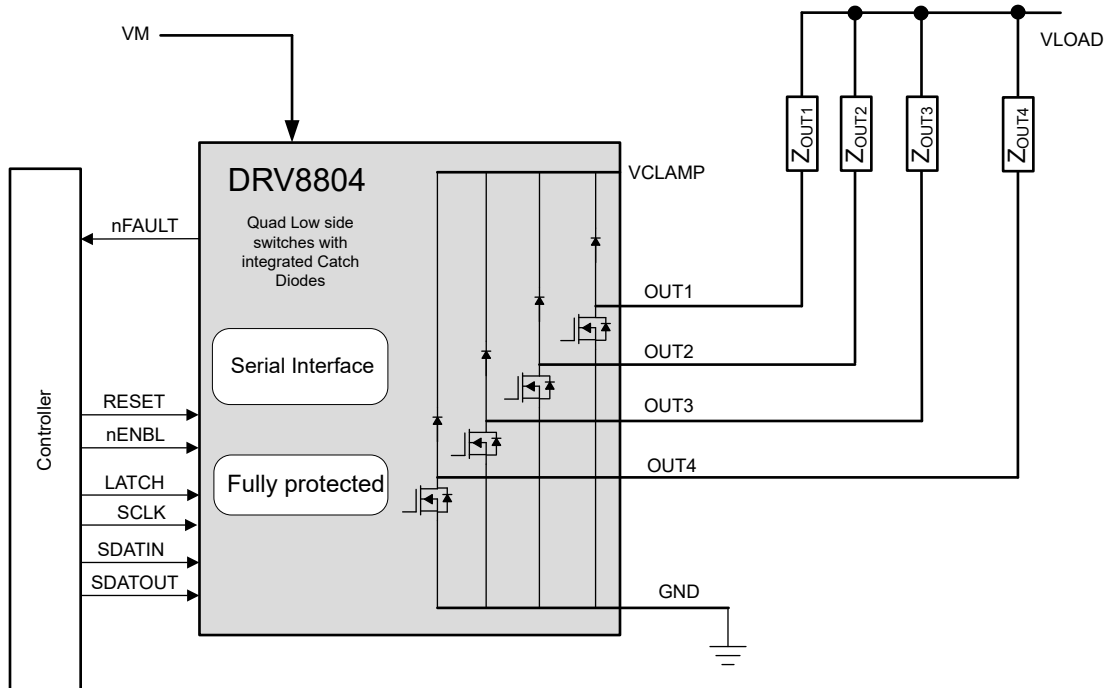 VM
VLOAD
ZOUT1
ZOUT2
ZOUT3
ZOUT4
DRV8804
Quad Low side
switches with
integrated Catch
Diodes
VCLAMP
nFAULT
OUT1
OUT2
Serial Interface
OUT3
RESET
nENBL
OUT4
Fully protected
LATCH
SCLK
SDATIN
SDATOUT
GND
Controller